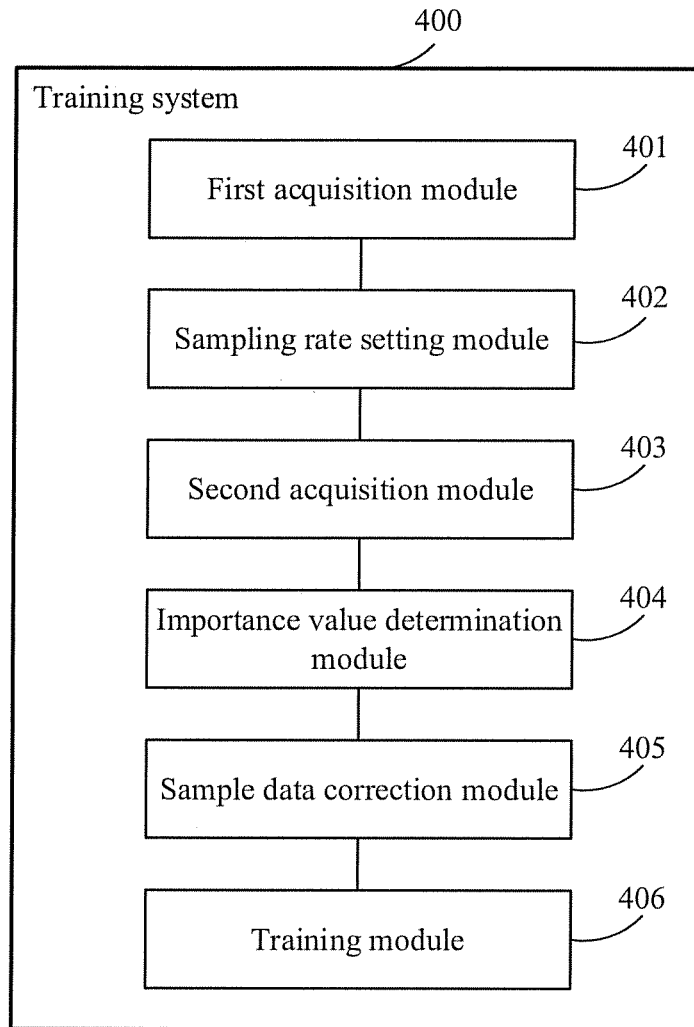 400
Training system
401
First acquisition module
402
Sampling rate setting module
403
Second acquisition module
404
Importance value determination
module
405
Sample data correction module
406
Training module